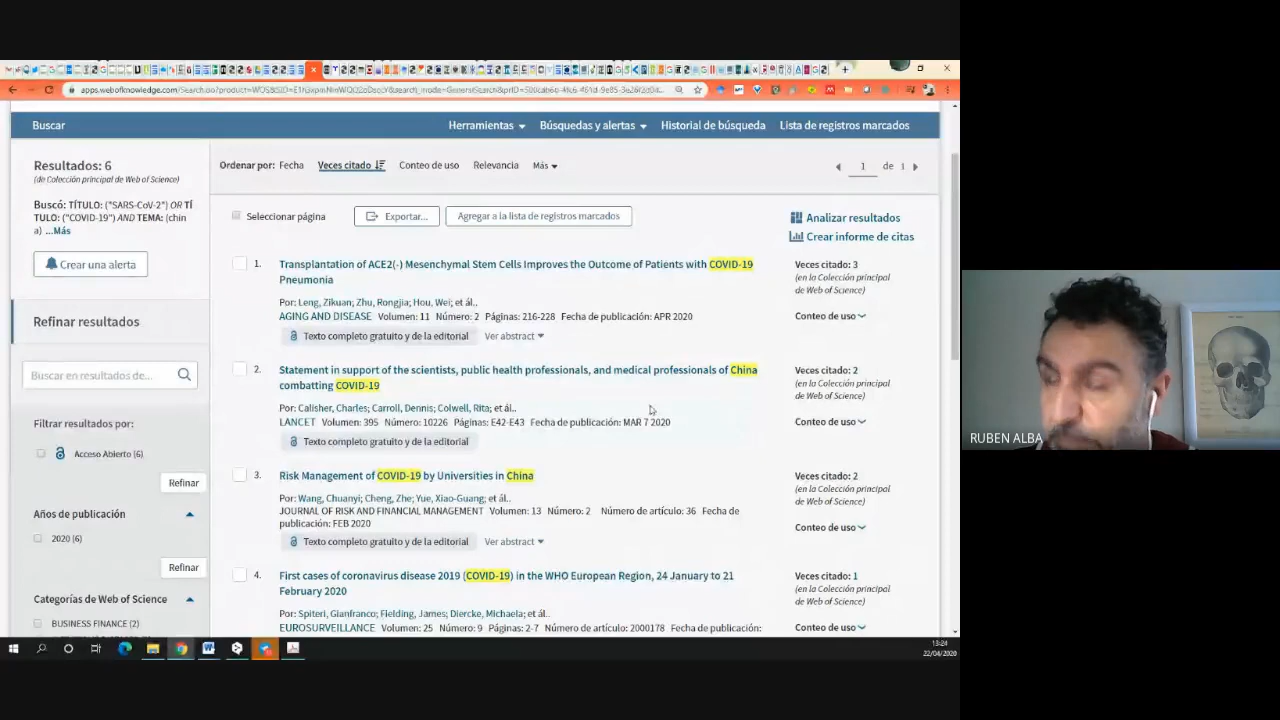 Buscar
Herramientas
Búsquedas y alertas
Historial de búsqueda
Lista de registros marcados
Resultados: 6
(de Colección principal de Web of Science)
Buscó: TÍTULO: ("SARS-CoV-2") OR TÍ
TULO: ("COVID-19") AND TEMA: (chin
a) ...Más
Crear una alerta
Refinar resultados
Buscar en resultados de...
Filtrar resultados por:
Acceso Abierto (6)
Refinar
Años de publicación
2020 (6)
Refinar
Categorías de Web of Science
BUSINESS FINANCE (2)
Ordenar por: Fecha
Veces citado
Conteo de uso
Relevancia
Más
1
de 1
Seleccionar página
Exportar...
Agregar a la lista de registros marcados
Analizar resultados
Crear informe de citas
1.
Transplantation of ACE2(-) Mesenchymal Stem Cells Improves the Outcome of Patients with COVID-19
Pneumonia
Por: Leng, Zikuan; Zhu, Rongjia; Hou, Wei; et ál..
AGING AND DISEASE Volumen: 11 Número: 2 Páginas: 216-228 Fecha de publicación: APR 2020
Texto completo gratuito y de la editorial
Ver abstract
Veces citado: 3
(en la Colección principal
de Web of Science)
Conteo de uso
2.
Statement in support of the scientists, public health professionals, and medical professionals of China
combatting COVID-19
Por: Calisher, Charles; Carroll, Dennis; Colwell, Rita; et ál..
LANCET Volumen: 395 Número: 10226 Páginas: E42-E43 Fecha de publicación: MAR 7 2020
Texto completo gratuito y de la editorial
Veces citado: 2
(en la Colección principal
de Web of Science)
Conteo de uso
3.
Risk Management of COVID-19 by Universities in China
Por: Wang, Chuanyi; Cheng, Zhe; Yue, Xiao-Guang; et ál..
JOURNAL OF RISK AND FINANCIAL MANAGEMENT Volumen: 13 Número: 2 Número de artículo: 36 Fecha de
publicación: FEB 2020
Texto completo gratuito y de la editorial
Ver abstract
Veces citado: 2
(en la Colección principal
de Web of Science)
Conteo de uso
4.
First cases of coronavirus disease 2019 (COVID-19) in the WHO European Region, 24 January to 21
February 2020
Por: Spiteri, Gianfranco; Fielding, James; Diercke, Michaela; et ál..
EUROSURVEILLANCE Volumen: 25 Número: 9 Páginas: 2-7 Número de artículo: 2000178 Fecha de publicación:
Veces citado: 1
(en la Colección principal
de Web of Science)
Conteo de uso
13:24
22/04/2020
RUBEN ALBA